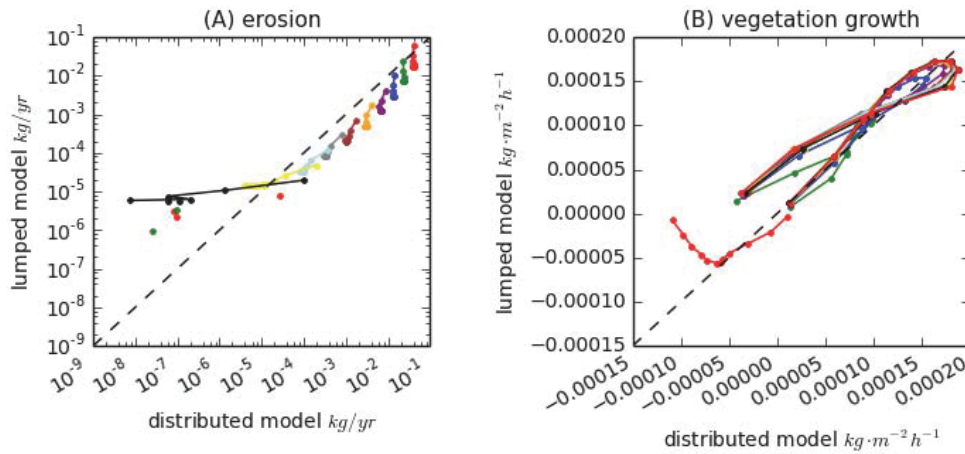 (A) erosion
lumped model kg/yr
10^-1
10^-2
10^-3
10^-4
10^-5
10^-6
10^-7
10^-8
10^-9
10^-9 10^-8 10^-7 10^-6 10^-5 10^-4 10^-3 10^-2 10^-1
distributed model kg/yr
(B) vegetation growth
lumped model kg·m^-2 h^-1
0.00020
0.00015
0.00010
0.00005
0.00000
−0.00005
−0.00010
−0.00015
−0.00015 −0.00010 −0.00005 0.00000 0.00005 0.00010 0.00015 0.00020
distributed model kg·m^-2 h^-1